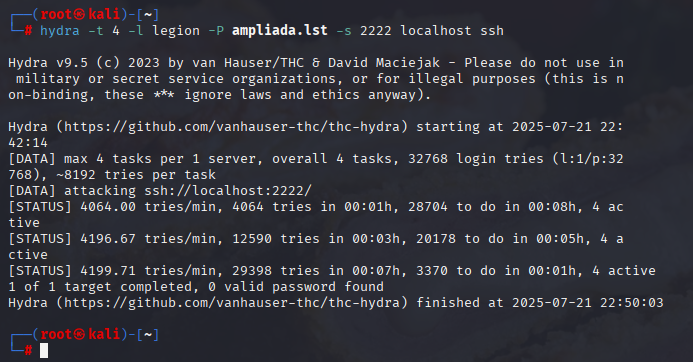 ┌──(root㉿kali)-[~]
└─# hydra -t 4 -l legion -P ampliada.lst -s 2222 localhost ssh
Hydra v9.5 (c) 2023 by van Hauser/THC & David Maciejak - Please do not use in
 military or secret service organizations, or for illegal purposes (this is n
on-binding, these *** ignore laws and ethics anyway).
Hydra (https://github.com/vanhauser-thc/thc-hydra) starting at 2025-07-21 22:
42:14
[DATA] max 4 tasks per 1 server, overall 4 tasks, 32768 login tries (l:1/p:32
768), ~8192 tries per task
[DATA] attacking ssh://localhost:2222/
[STATUS] 4064.00 tries/min, 4064 tries in 00:01h, 28704 to do in 00:08h, 4 ac
tive
[STATUS] 4196.67 tries/min, 12590 tries in 00:03h, 20178 to do in 00:05h, 4 a
ctive
[STATUS] 4199.71 tries/min, 29398 tries in 00:07h, 3370 to do in 00:01h, 4 active
1 of 1 target completed, 0 valid password found
Hydra (https://github.com/vanhauser-thc/thc-hydra) finished at 2025-07-21 22:50:03
┌──(root㉿kali)-[~]
└─#